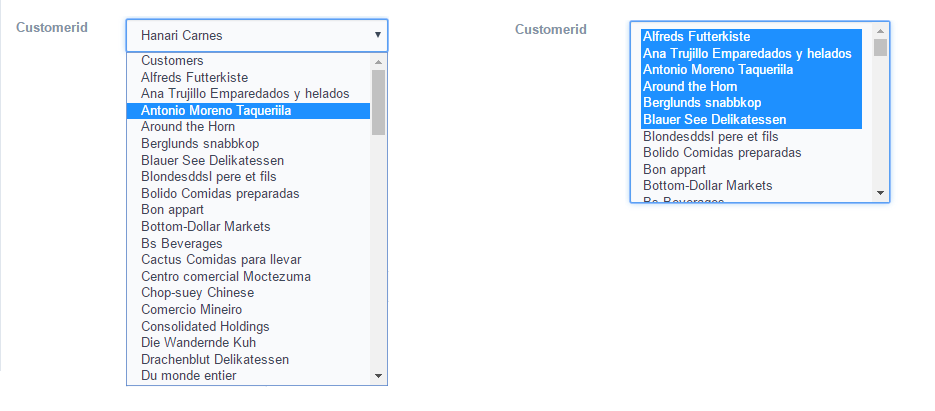 Customerid
Hanari Carnes
Customers
Alfreds Futterkiste
Ana Trujillo Emparedados y helados
Antonio Moreno Taqueriila
Around the Horn
Berglunds snabbkop
Blauer See Delikatessen
Blondesddsl pere et fils
Bolido Comidas preparadas
Bon appart
Bottom-Dollar Markets
Bs Beverages
Cactus Comidas para llevar
Centro comercial Moctezuma
Chop-suey Chinese
Comercio Mineiro
Consolidated Holdings
Die Wandernde Kuh
Drachenblut Delikatessen
Du monde entier
Customerid
Alfreds Futterkiste
Ana Trujillo Emparedados y helados
Antonio Moreno Taqueriila
Around the Horn
Berglunds snabbkop
Blauer See Delikatessen
Blondesddsl pere et fils
Bolido Comidas preparadas
Bon appart
Bottom-Dollar Markets
Bs Beverages